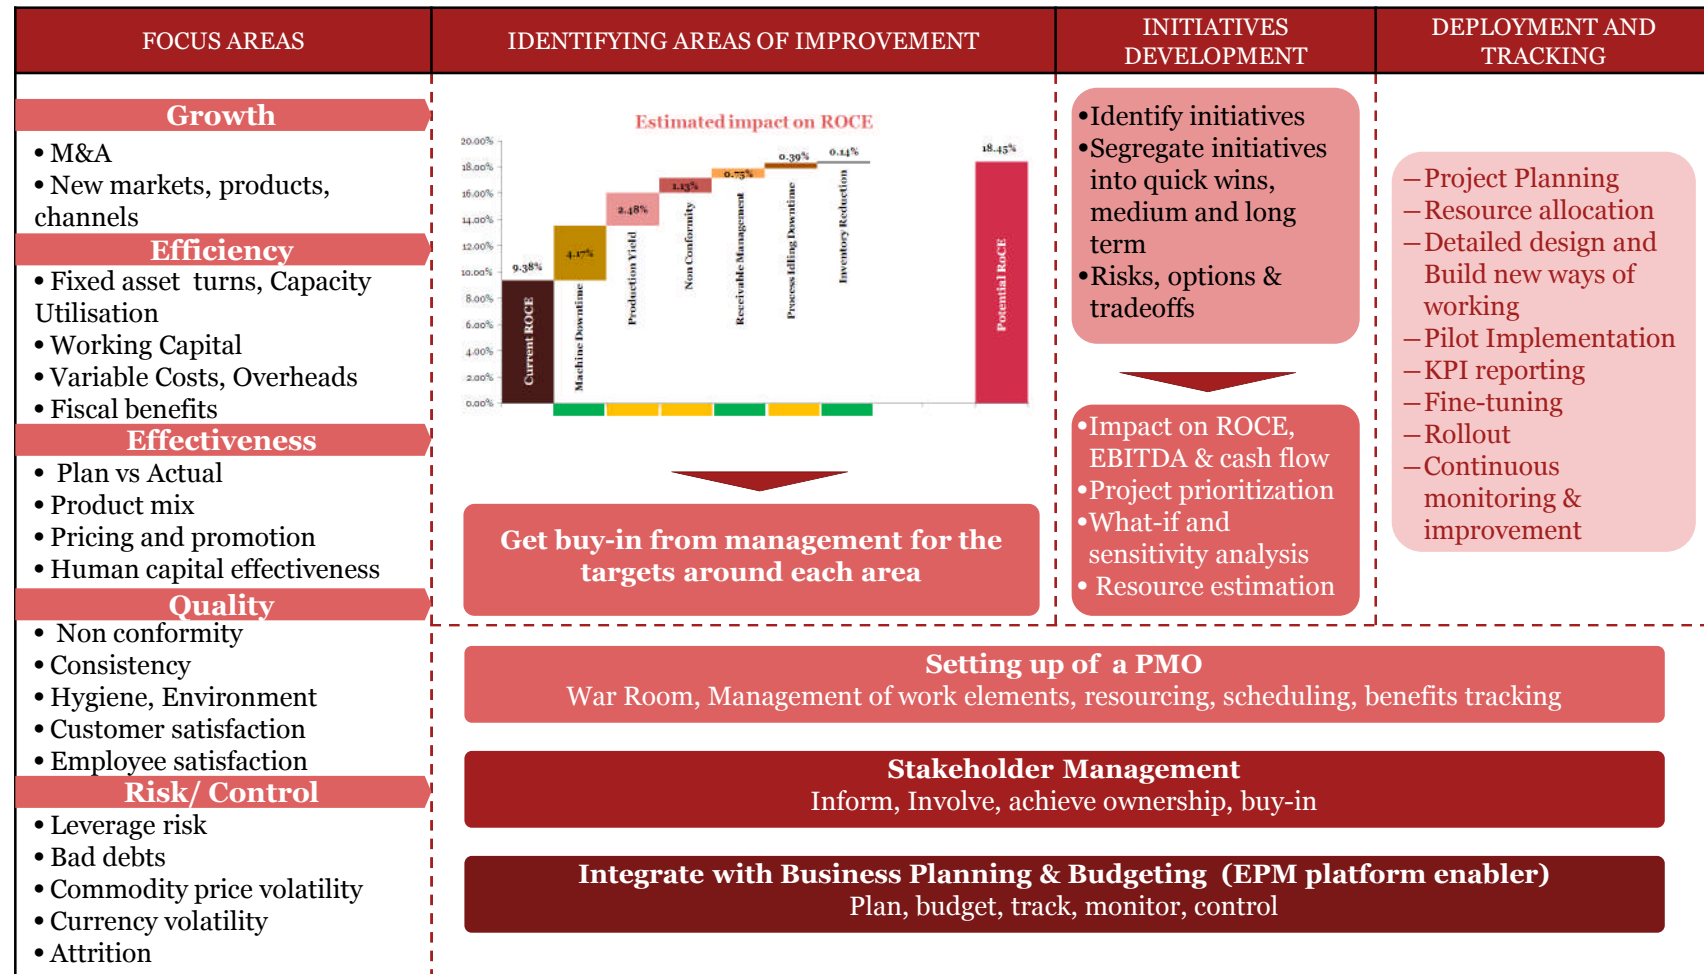 FOCUS AREAS
IDENTIFYING AREAS OF IMPROVEMENT
INITIATIVES
DEVELOPMENT
DEPLOYMENT AND
TRACKING
Growth
• M&A
• New markets, products,
channels
Efficiency
• Fixed asset turns, Capacity
Utilisation
• Working Capital
• Variable Costs, Overheads
• Fiscal benefits
Effectiveness
• Plan vs Actual
• Product mix
• Pricing and promotion
• Human capital effectiveness
Quality
• Non conformity
• Consistency
• Hygiene, Environment
• Customer satisfaction
• Employee satisfaction
Risk/ Control
• Leverage risk
• Bad debts
• Commodity price volatility
• Currency volatility
• Attrition
Estimated impact on ROCE
20.00%
18.00%
16.00%
14.00%
12.00%
10.00%
8.00%
6.00%
4.00%
2.00%
0.00%
9.38%
Current ROCE
4.17%
Machine Downtime
2.48%
Production Yield
1.13%
Non Conformity
0.75%
Receivable Management
0.39%
Process Idling Downtime
0.14%
Inventory Reduction
18.45%
Potential RoCE
Get buy-in from management for the
targets around each area
•Identify initiatives
•Segregate initiatives
into quick wins,
medium and long
term
•Risks, options &
tradeoffs
•Impact on ROCE,
EBITDA & cash flow
•Project prioritization
•What-if and
sensitivity analysis
• Resource estimation
–Project Planning
–Resource allocation
–Detailed design and
Build new ways of
working
–Pilot Implementation
–KPI reporting
–Fine-tuning
–Rollout
–Continuous
monitoring &
improvement
Setting up of a PMO
War Room, Management of work elements, resourcing, scheduling, benefits tracking
Stakeholder Management
Inform, Involve, achieve ownership, buy-in
Integrate with Business Planning & Budgeting (EPM platform enabler)
Plan, budget, track, monitor, control